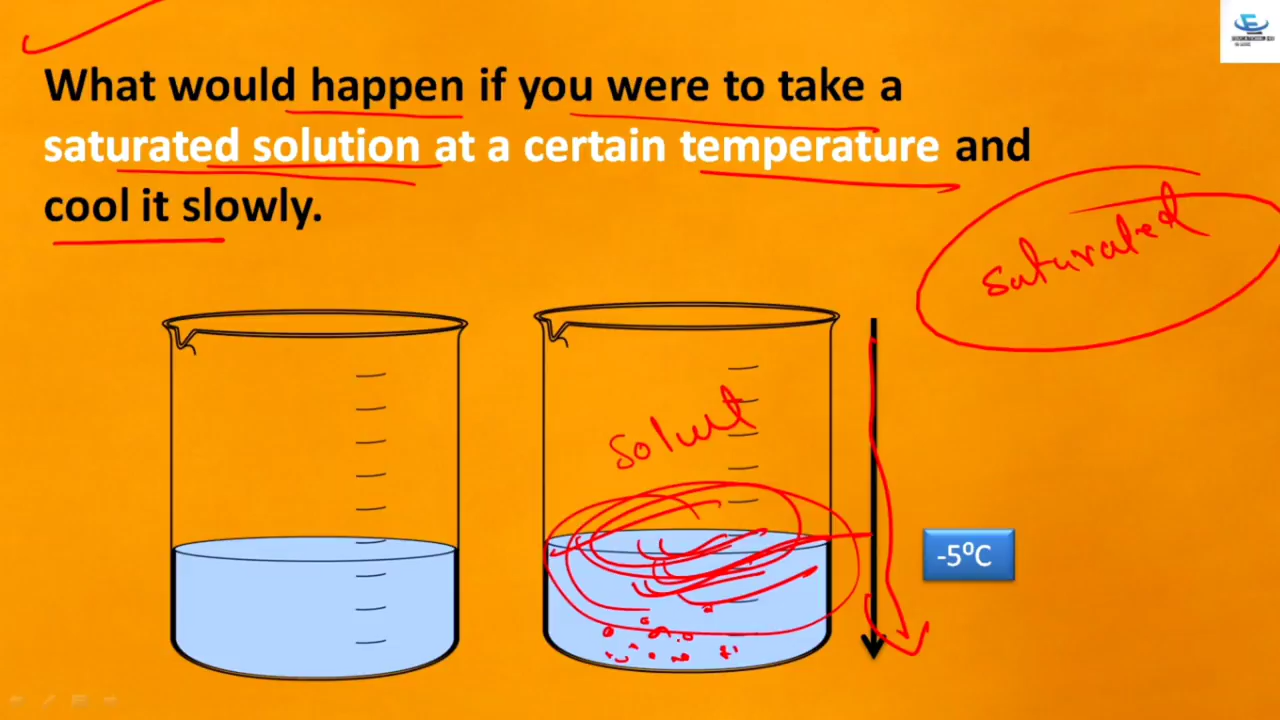 What would happen if you were to take a
saturated solution at a certain temperature and
cool it slowly.
saturated
solut
-5⁰C